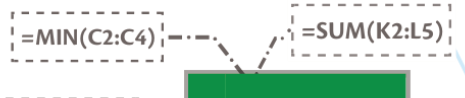 =MIN(C2:C4)
=SUM(K2:L5)